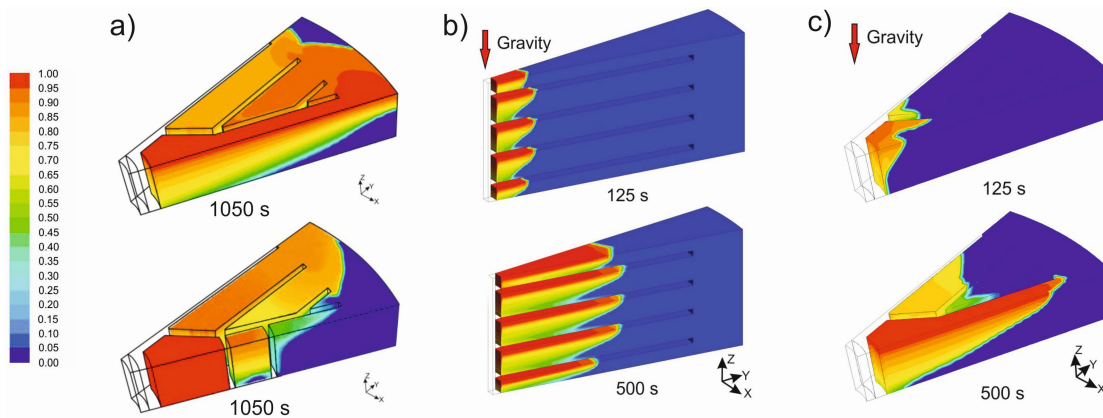 a)
b)
c)
Gravity
Gravity
1.00
0.95
0.90
0.85
0.80
0.75
0.70
0.65
0.60
0.55
0.50
0.45
0.40
0.35
0.30
0.25
0.20
0.15
0.10
0.05
0.00
Z
Y
X
1050 s
125 s
125 s
Z
Y
X
1050 s
Z
Y
X
500 s
Z
Y
X
500 s